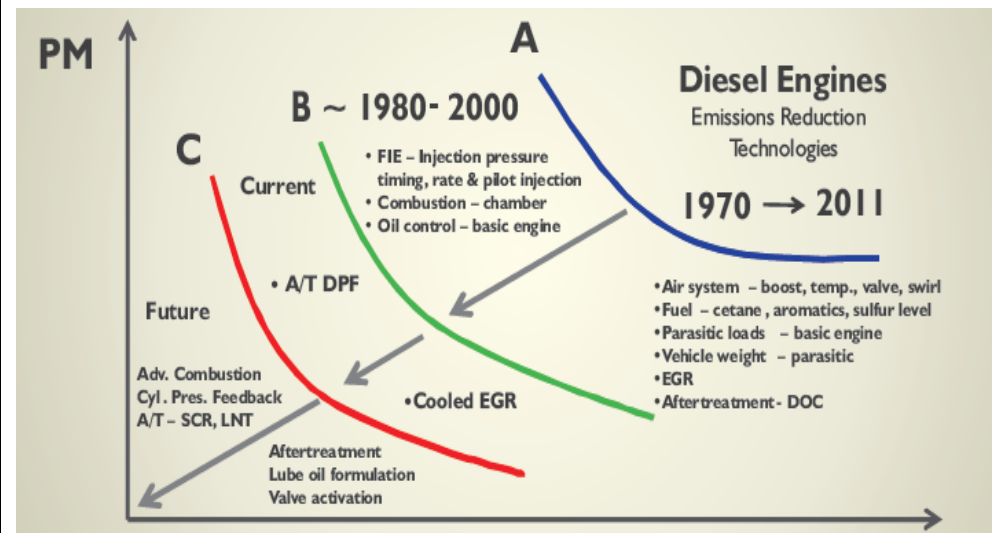 PM
A
Diesel Engines
Emissions Reduction
Technologies
1970 → 2011
B ~ 1980- 2000
• FIE – Injection pressure
timing, rate & pilot injection
• Combustion – chamber
• Oil control – basic engine
C
Current
• A/T DPF
•Air system – boost, temp., valve, swirl
•Fuel – cetane , aromatics, sulfur level
•Parasitic loads – basic engine
•Vehicle weight – parasitic
•EGR
•Aftertreatment- DOC
Future
Adv. Combustion
Cyl . Pres. Feedback
A/T – SCR, LNT
•Cooled EGR
Aftertreatment
Lube oil formulation
Valve activation